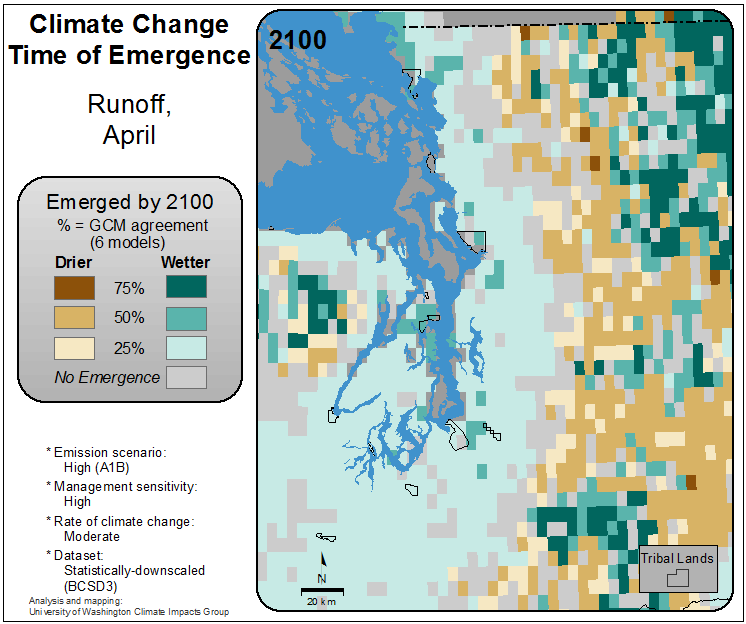 Climate Change
Time of Emergence
Runoff,
April
Emerged by 2100
% = GCM agreement
(6 models)
Drier Wetter
75%
50%
25%
No Emergence
* Emission scenario:
High (A1B)
* Management sensitivity:
High
* Rate of climate change:
Moderate
* Dataset:
Statistically-downscaled
(BCSD3)
Analysis and mapping:
University of Washington Climate Impacts Group
2100
N
20 km
Tribal Lands